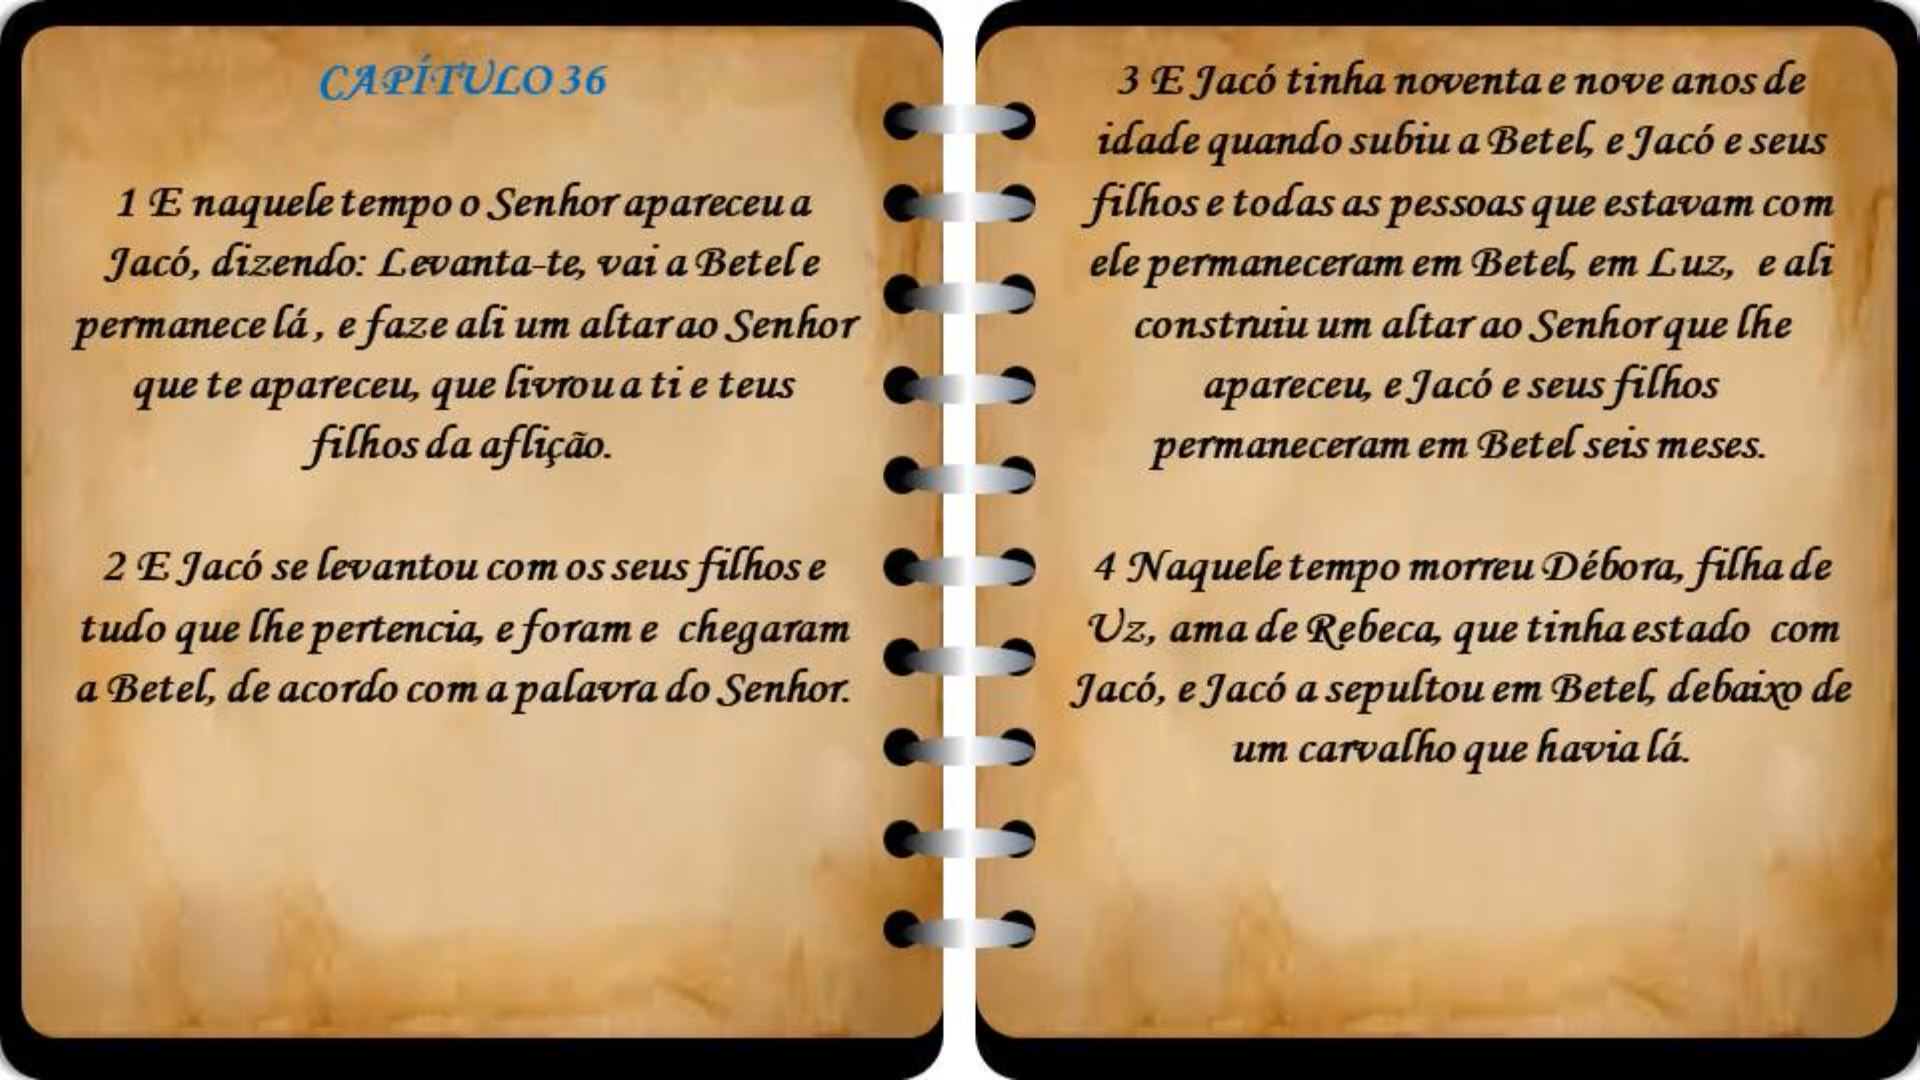 CAPÍTULO 36
1 E naquele tempo o Senhor apareceu a
Jacó, dizendo: Levanta-te, vai a Betel e
permanece lá , e faze ali um altar ao Senhor
que te apareceu, que livrou a ti e teus
filhos da aflição.
2 E Jacó se levantou com os seus filhos e
tudo que lhe pertencia, e foram e chegaram
a Betel, de acordo com a palavra do Senhor.
3 E Jacó tinha noventa e nove anos de
idade quando subiu a Betel, e Jacó e seus
filhos e todas as pessoas que estavam com
ele permaneceram em Betel, em Luz, e ali
construiu um altar ao Senhor que lhe
apareceu, e Jacó e seus filhos
permaneceram em Betel seis meses.
4 Naquele tempo morreu Débora, filha de
Uz, ama de Rebeca, que tinha estado com
Jacó, e Jacó a sepultou em Betel, debaixo de
um carvalho que havia lá.